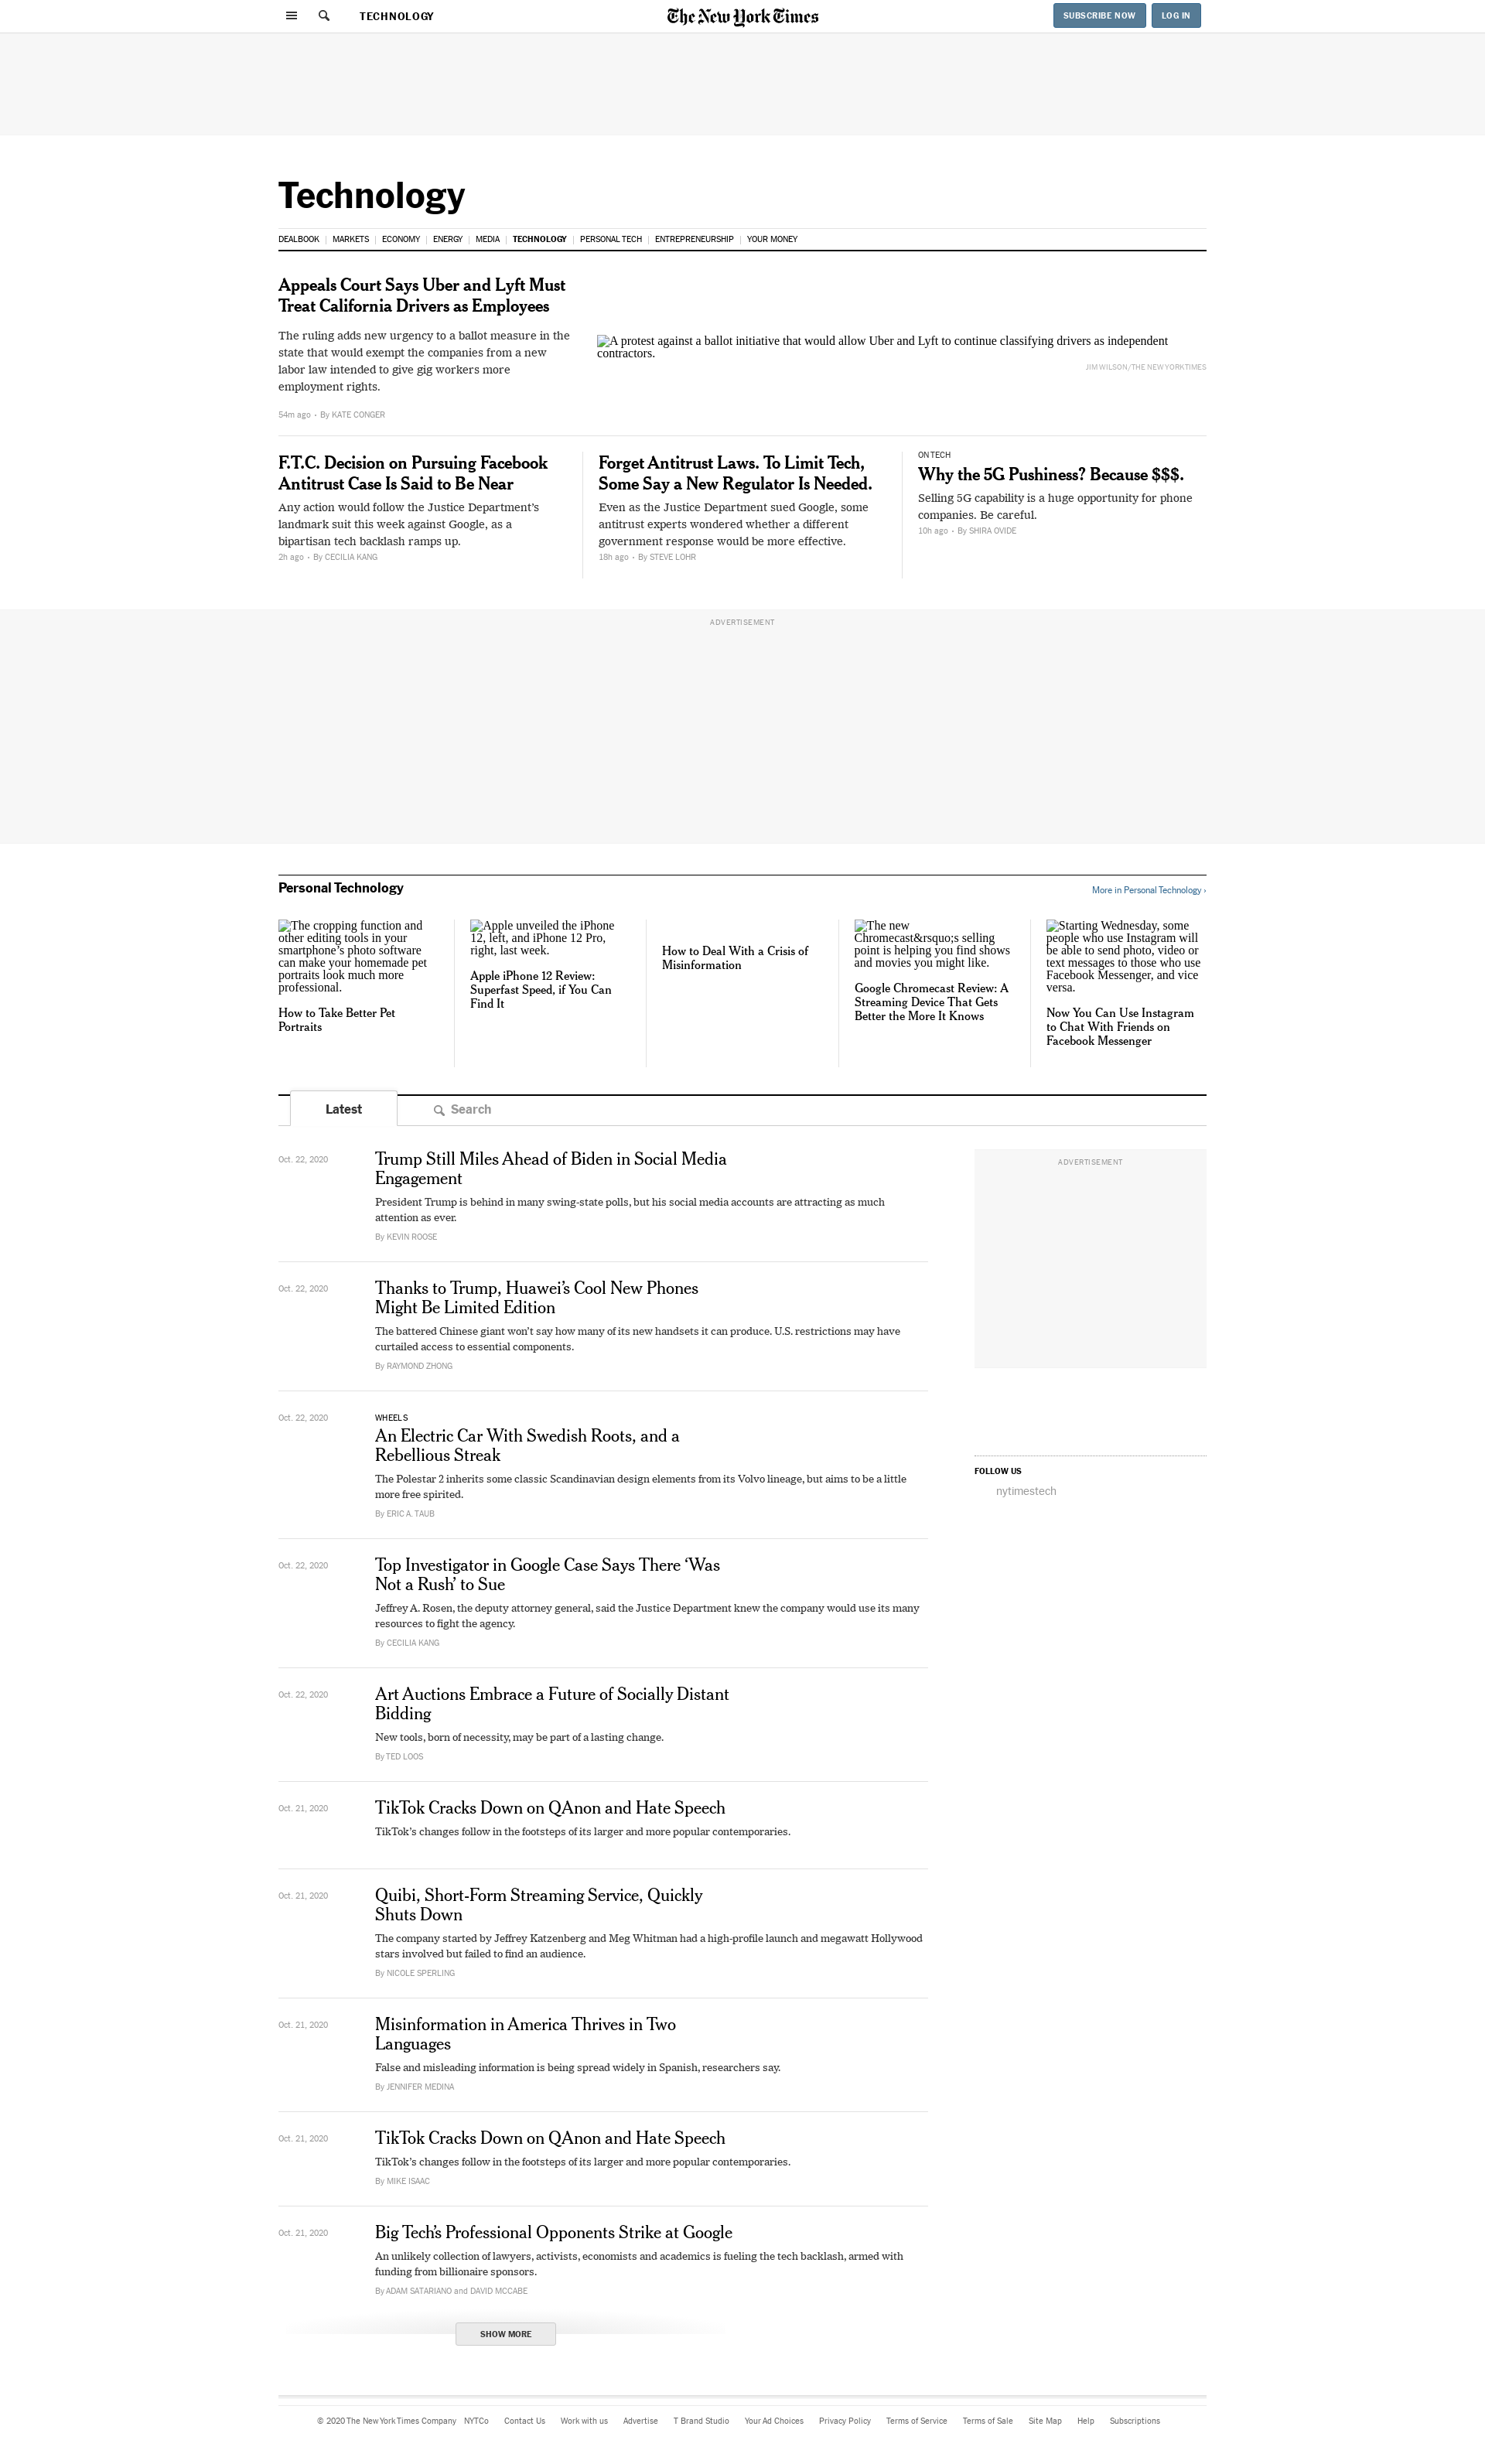 TECHNOLOGY
The New York Times
SUBSCRIBE NOW
LOG IN
Technology
DEALBOOK
MARKETS
ECONOMY
ENERGY
MEDIA
TECHNOLOGY
PERSONAL TECH
ENTREPRENEURSHIP
YOUR MONEY
Appeals Court Says Uber and Lyft Must
Treat California Drivers as Employees
The ruling adds new urgency to a ballot measure in the
state that would exempt the companies from a new
labor law intended to give gig workers more
employment rights.
54m ago • By KATE CONGER
A protest against a ballot initiative that would allow Uber and Lyft to continue classifying drivers as independent
contractors.
JIM WILSON/THE NEW YORK TIMES
F.T.C. Decision on Pursuing Facebook
Antitrust Case Is Said to Be Near
Any action would follow the Justice Department’s
landmark suit this week against Google, as a
bipartisan tech backlash ramps up.
2h ago • By CECILIA KANG
Forget Antitrust Laws. To Limit Tech,
Some Say a New Regulator Is Needed.
Even as the Justice Department sued Google, some
antitrust experts wondered whether a different
government response would be more effective.
18h ago • By STEVE LOHR
ON TECH
Why the 5G Pushiness? Because $$$.
Selling 5G capability is a huge opportunity for phone
companies. Be careful.
10h ago • By SHIRA OVIDE
ADVERTISEMENT
Personal Technology
More in Personal Technology ›
The cropping function and
other editing tools in your
smartphone’s photo software
can make your homemade pet
portraits look much more
professional.
How to Take Better Pet
Portraits
Apple unveiled the iPhone
12, left, and iPhone 12 Pro,
right, last week.
Apple iPhone 12 Review:
Superfast Speed, if You Can
Find It
How to Deal With a Crisis of
Misinformation
The new
Chromecast&rsquo;s selling
point is helping you find shows
and movies you might like.
Google Chromecast Review: A
Streaming Device That Gets
Better the More It Knows
Starting Wednesday, some
people who use Instagram will
be able to send photo, video or
text messages to those who use
Facebook Messenger, and vice
versa.
Now You Can Use Instagram
to Chat With Friends on
Facebook Messenger
Latest
Search
Oct. 22, 2020
Trump Still Miles Ahead of Biden in Social Media
Engagement
President Trump is behind in many swing-state polls, but his social media accounts are attracting as much
attention as ever.
By KEVIN ROOSE
ADVERTISEMENT
Oct. 22, 2020
Thanks to Trump, Huawei’s Cool New Phones
Might Be Limited Edition
The battered Chinese giant won’t say how many of its new handsets it can produce. U.S. restrictions may have
curtailed access to essential components.
By RAYMOND ZHONG
Oct. 22, 2020
WHEELS
An Electric Car With Swedish Roots, and a
Rebellious Streak
The Polestar 2 inherits some classic Scandinavian design elements from its Volvo lineage, but aims to be a little
more free spirited.
By ERIC A. TAUB
FOLLOW US
nytimestech
Oct. 22, 2020
Top Investigator in Google Case Says There ‘Was
Not a Rush’ to Sue
Jeffrey A. Rosen, the deputy attorney general, said the Justice Department knew the company would use its many
resources to fight the agency.
By CECILIA KANG
Oct. 22, 2020
Art Auctions Embrace a Future of Socially Distant
Bidding
New tools, born of necessity, may be part of a lasting change.
By TED LOOS
Oct. 21, 2020
TikTok Cracks Down on QAnon and Hate Speech
TikTok’s changes follow in the footsteps of its larger and more popular contemporaries.
Oct. 21, 2020
Quibi, Short-Form Streaming Service, Quickly
Shuts Down
The company started by Jeffrey Katzenberg and Meg Whitman had a high-profile launch and megawatt Hollywood
stars involved but failed to find an audience.
By NICOLE SPERLING
Oct. 21, 2020
Misinformation in America Thrives in Two
Languages
False and misleading information is being spread widely in Spanish, researchers say.
By JENNIFER MEDINA
Oct. 21, 2020
TikTok Cracks Down on QAnon and Hate Speech
TikTok’s changes follow in the footsteps of its larger and more popular contemporaries.
By MIKE ISAAC
Oct. 21, 2020
Big Tech’s Professional Opponents Strike at Google
An unlikely collection of lawyers, activists, economists and academics is fueling the tech backlash, armed with
funding from billionaire sponsors.
By ADAM SATARIANO and DAVID MCCABE
SHOW MORE
© 2020 The New York Times Company
NYTCo
Contact Us
Work with us
Advertise
T Brand Studio
Your Ad Choices
Privacy Policy
Terms of Service
Terms of Sale
Site Map
Help
Subscriptions